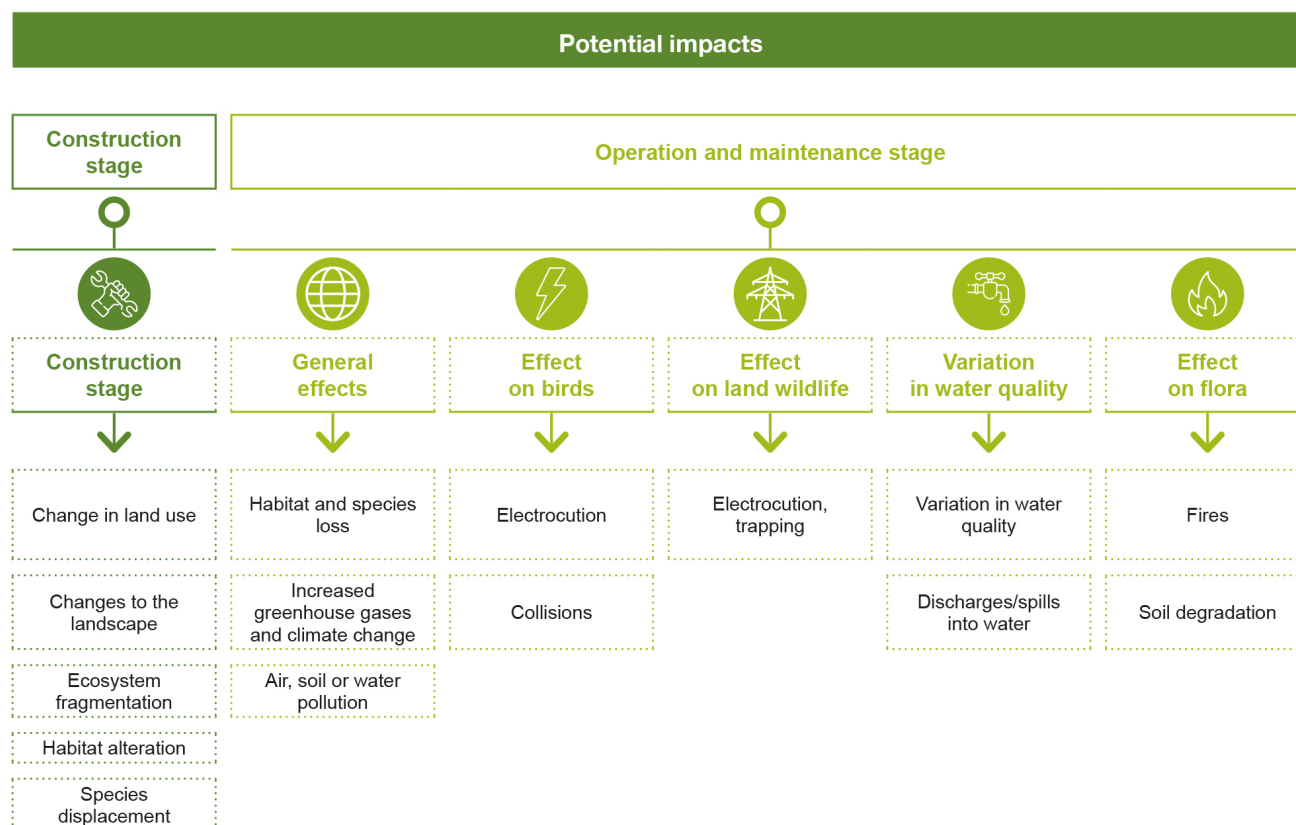 Potential impacts
Construction
stage
Operation and maintenance stage
Construction
stage
General
effects
Effect
on birds
Effect
on land wildlife
Variation
in water quality
Effect
on flora
Change in land use
Habitat and species
loss
Electrocution
Electrocution,
trapping
Variation in water
quality
Fires
Changes to the
landscape
Increased
greenhouse gases
and climate change
Collisions
Discharges/spills
into water
Soil degradation
Ecosystem
fragmentation
Air, soil or water
pollution
Habitat alteration
Species
displacement